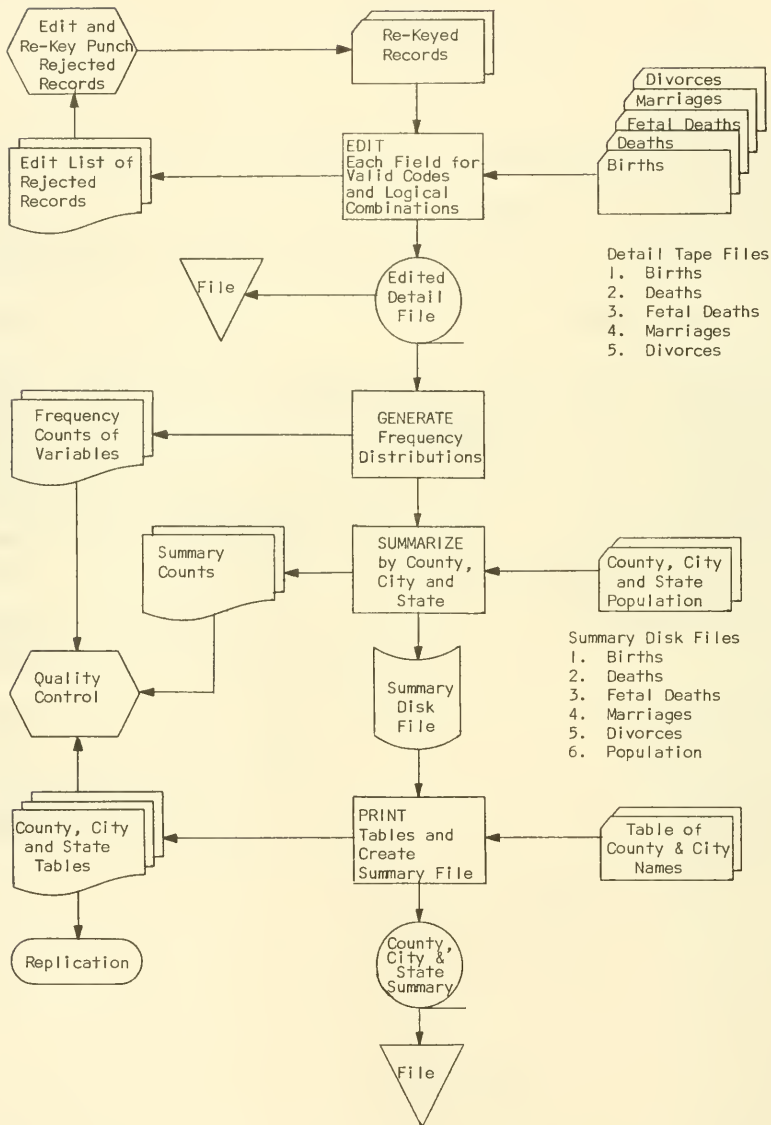 Edit and
Re-Key Punch
Rejected
Records
Re-Keyed
Records
Divorces
Marriages
Fetal Deaths
Deaths
Births
Edit List of
Rejected
Records
EDIT
Each Field for
Valid Codes
and Logical
Combinations
File
Edited
Detail
File
Detail Tape Files
1. Births
2. Deaths
3. Fetal Deaths
4. Marriages
5. Divorces
Frequency
Counts of
Variables
GENERATE
Frequency
Distributions
Summary
Counts
SUMMARIZE
by County,
City and
State
County, City
and State
Population
Quality
Control
Summary
Disk
File
Summary Disk Files
1. Births
2. Deaths
3. Fetal Deaths
4. Marriages
5. Divorces
6. Population
County, City
and State
Tables
PRINT
Tables and
Create
Summary File
Table of
County & City
Names
Replication
County,
City &
State
Summary
File